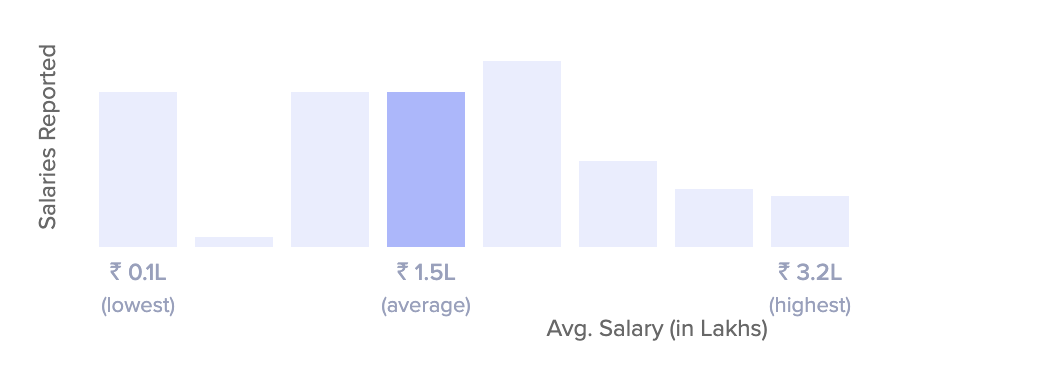 Salaries Reported
₹ 0.1L
(lowest)
₹ 1.5L
(average)
₹ 3.2L
(highest)
Avg. Salary (in Lakhs)